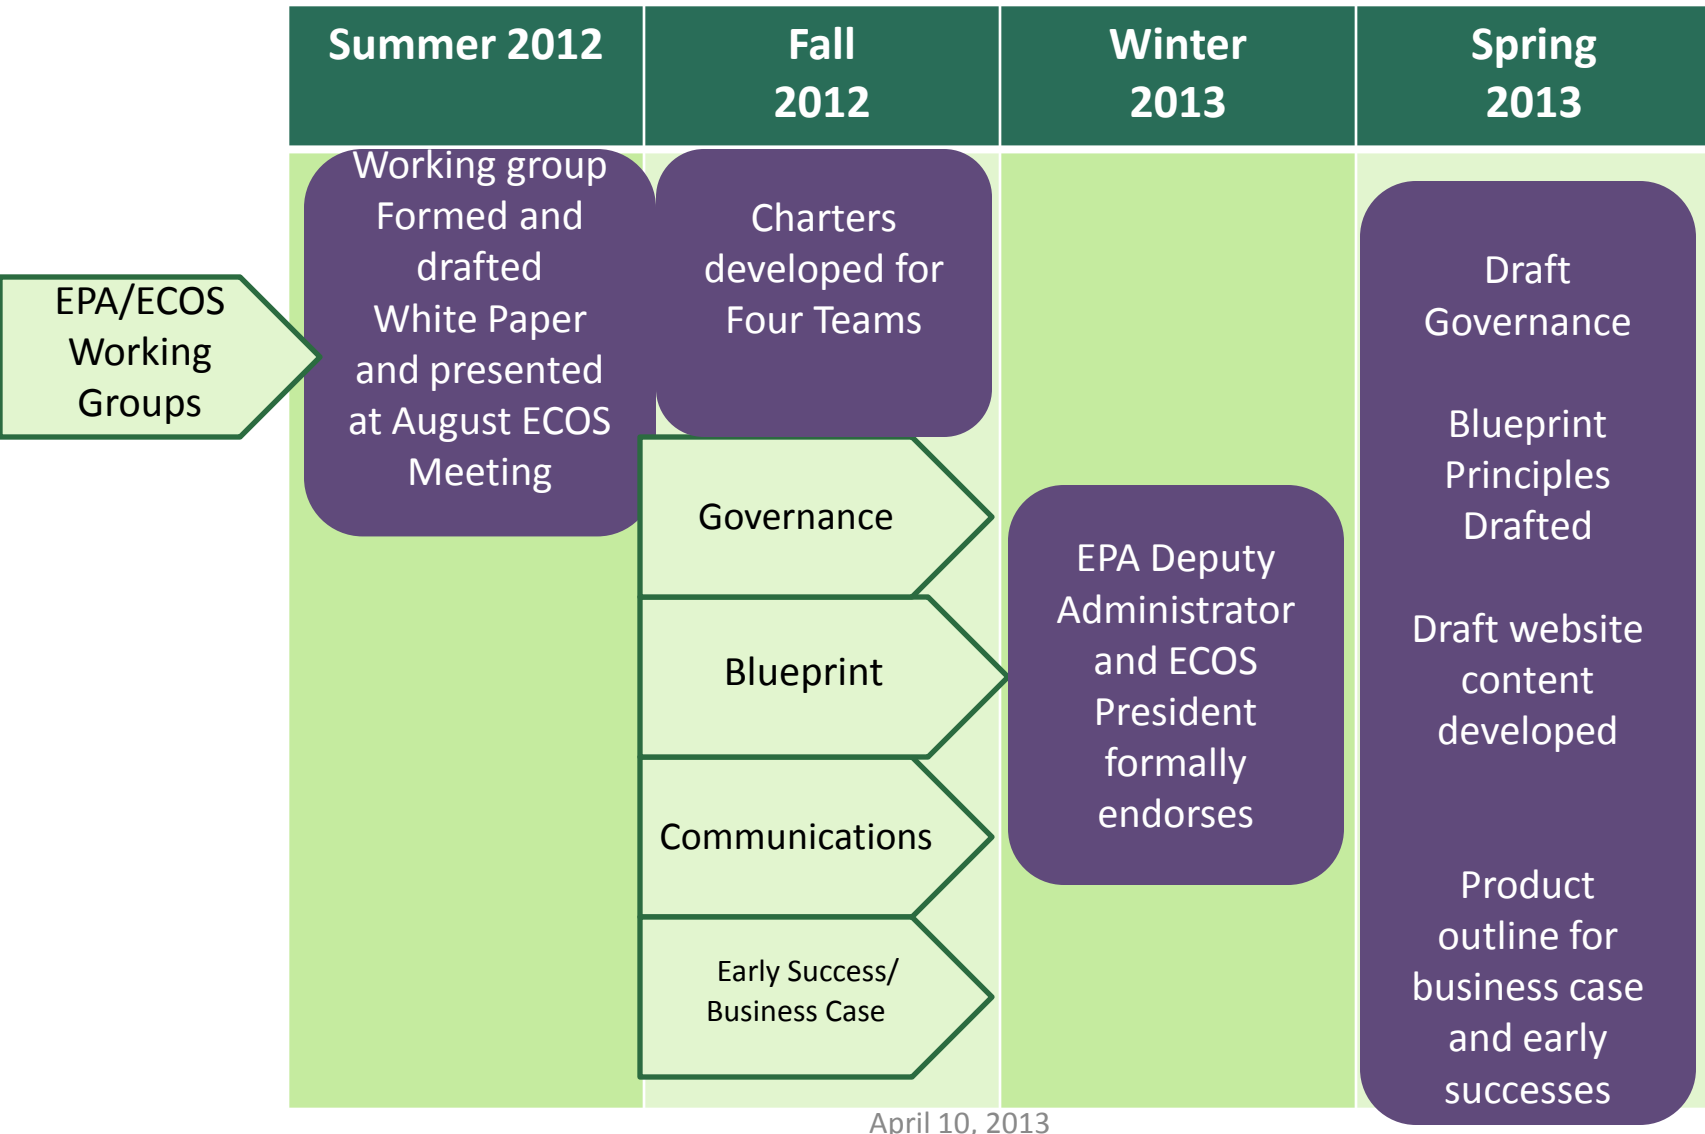 Summer 2012
Fall
2012
Winter
2013
Spring
2013
EPA/ECOS
Working
Groups
Working group
Formed and
drafted
White Paper
and presented
at August ECOS
Meeting
Charters
developed for
Four Teams
Governance
Blueprint
Communications
Early Success/
Business Case
EPA Deputy
Administrator
and ECOS
President
formally
endorses
Draft
Governance
Blueprint
Principles
Drafted
Draft website
content
developed
Product
outline for
business case
and early
successes
April 10, 2013